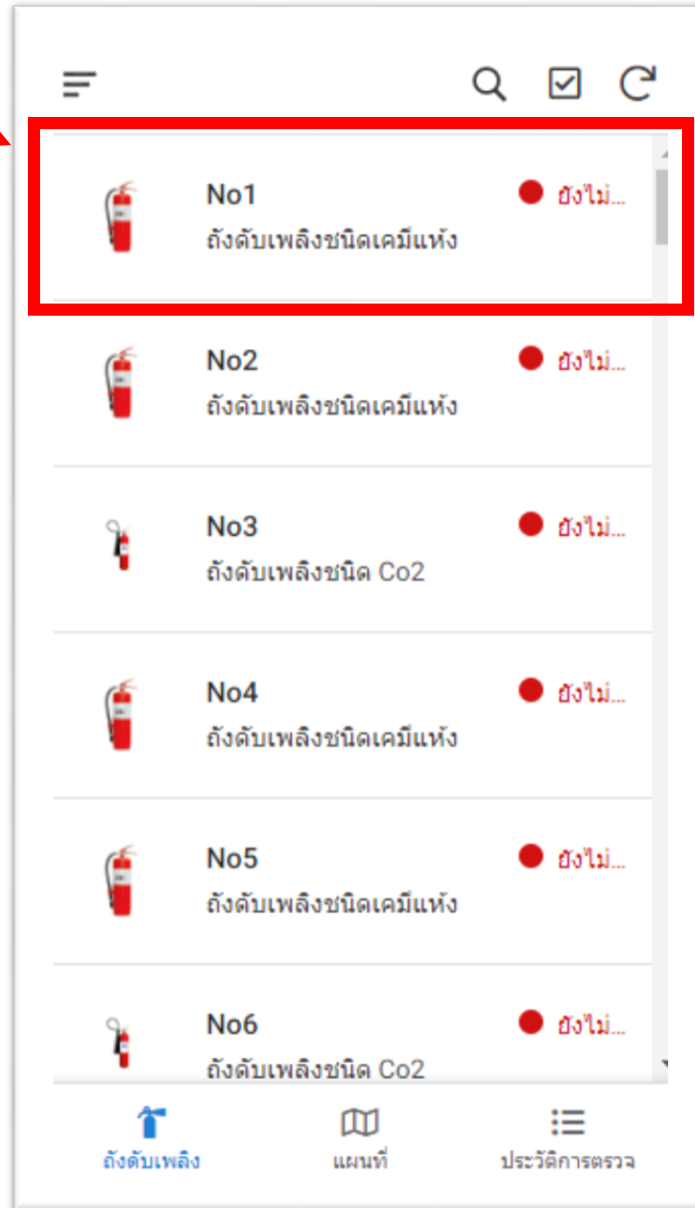 No1
ยังไม่...
ถังดับเพลิงชนิดเคมีแห้ง
No2
ยังไม่...
ถังดับเพลิงชนิดเคมีแห้ง
No3
ยังไม่...
ถังดับเพลิงชนิด Co2
No4
ยังไม่...
ถังดับเพลิงชนิดเคมีแห้ง
No5
ยังไม่...
ถังดับเพลิงชนิดเคมีแห้ง
No6
ยังไม่...
ถังดับเพลิงชนิด Co2
ถังดับเพลิง แผนที่ ประวัติการตรวจ